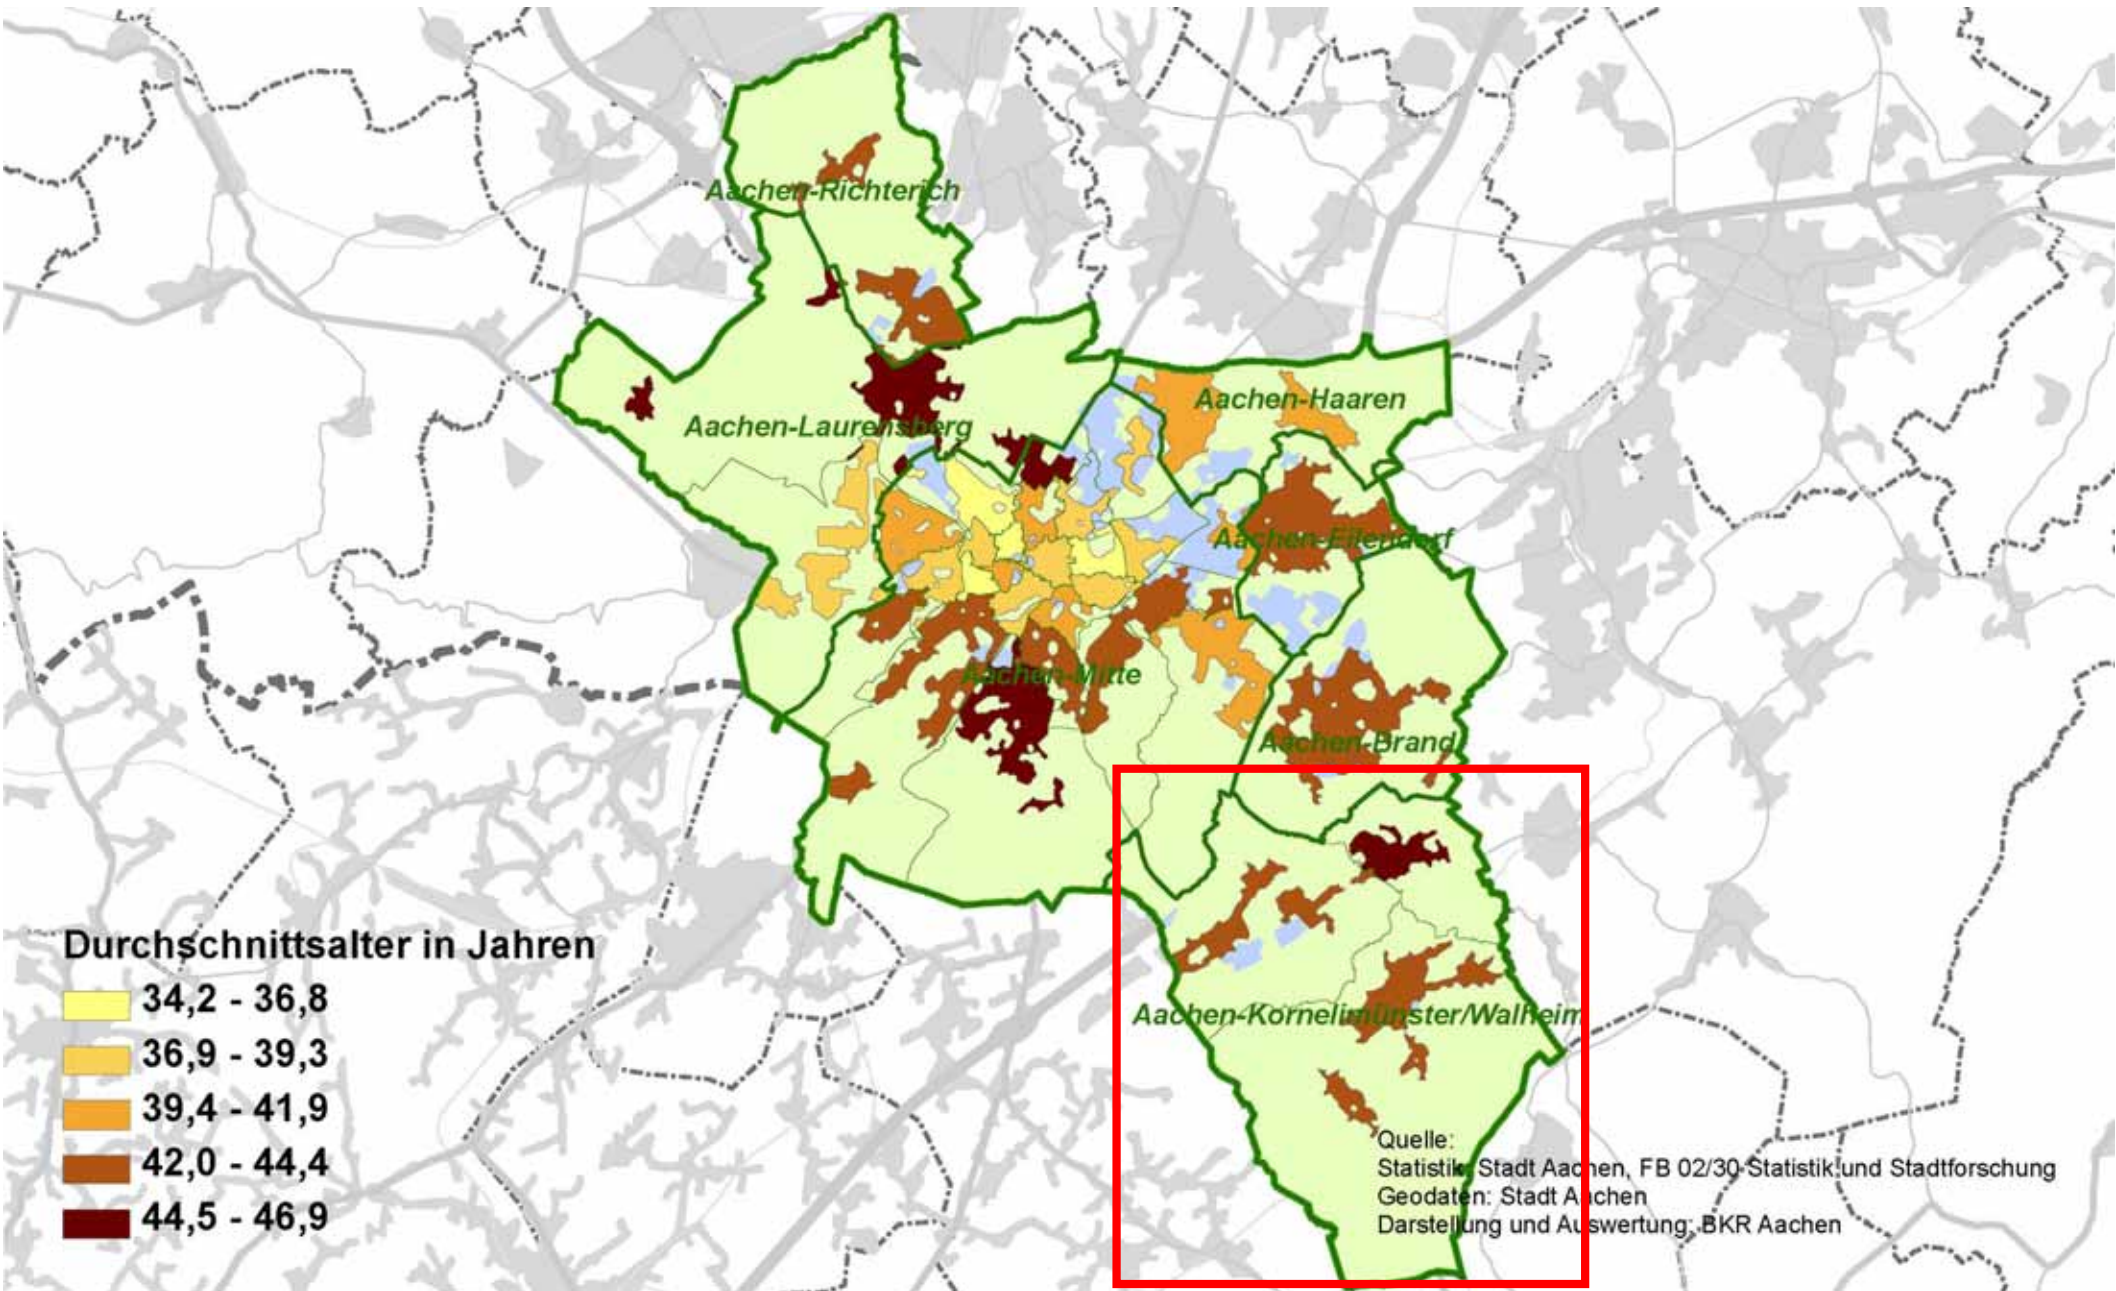 Aachen-Richterich
Aachen-Haaren
Aachen-Laurensberg
Aachen-Eilendorf
Aachen-Mitte
Aachen-Brand
Aachen-Kornelimünster/Walheim
Durchschnittsalter in Jahren
34,2 - 36,8
36,9 - 39,3
39,4 - 41,9
42,0 - 44,4
44,5 - 46,9
Quelle:
Statistik: Stadt Aachen, FB 02/30 Statistik und Stadtforschung
Geodaten: Stadt Aachen
Darstellung und Auswertung: BKR Aachen